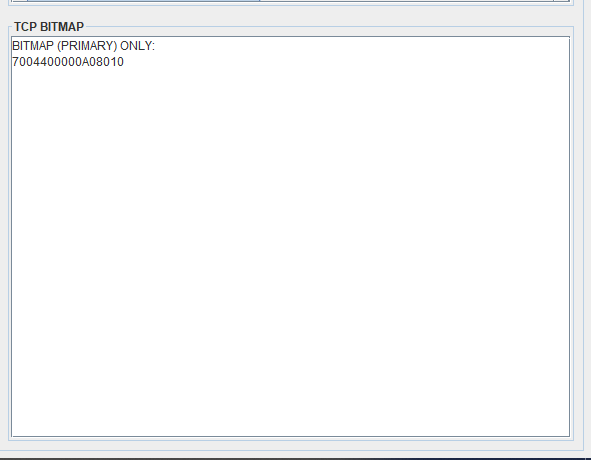 TCP BITMAP
BITMAP (PRIMARY) ONLY:
7004400000A08010